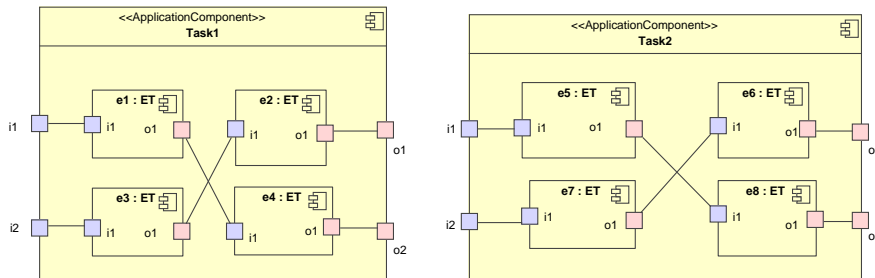 <<ApplicationComponent>>
Task1
e1 : ET
e2 : ET
i1
i1
o1
i1
o1
o1
e3 : ET
e4 : ET
i2
i1
o1
i1
o1
o2
<<ApplicationComponent>>
Task2
e5 : ET
e6 : ET
i1
i1
o1
i1
o1
o
e7 : ET
e8 : ET
i2
i1
o1
i1
o1
o